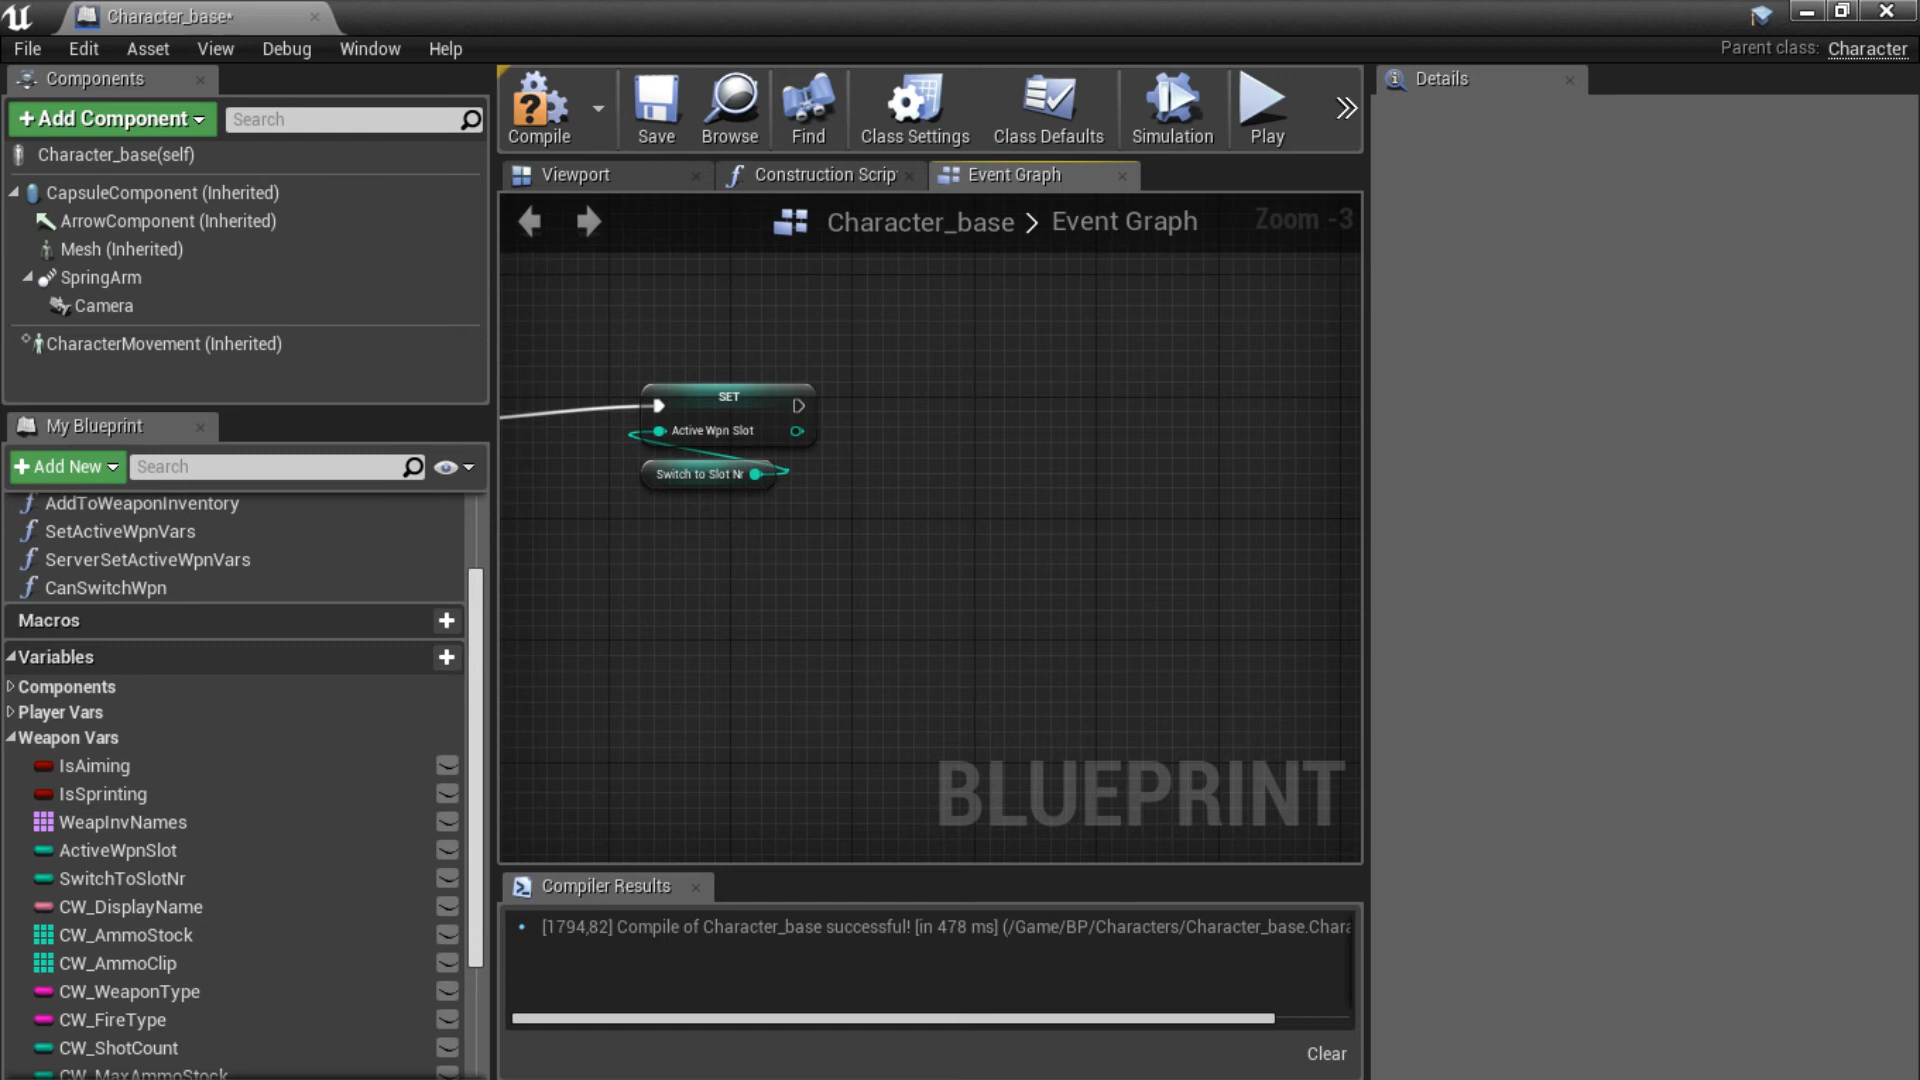 Character_base*
File Edit Asset View Debug Window Help
Parent class: Character
Components
+ Add Component
Search
Character_base(self)
CapsuleComponent (Inherited)
ArrowComponent (Inherited)
Mesh (Inherited)
SpringArm
Camera
CharacterMovement (Inherited)
My Blueprint
+ Add New
Search
AddToWeaponInventory
SetActiveWpnVars
ServerSetActiveWpnVars
CanSwitchWpn
Macros
Variables
Components
Player Vars
Weapon Vars
IsAiming
IsSprinting
WeapInvNames
ActiveWpnSlot
SwitchToSlotNr
CW_DisplayName
CW_AmmoStock
CW_AmmoClip
CW_WeaponType
CW_FireType
CW_ShotCount
CW_MaxAmmoStock
Compile
Save
Browse
Find
Class Settings
Class Defaults
Simulation
Play
Viewport
Construction Scrip
Event Graph
Character_base > Event Graph
Zoom -3
SET
Active Wpn Slot
Switch to Slot Nr
BLUEPRINT
Compiler Results
[1794,82] Compile of Character_base successful! [in 478 ms] (/Game/BP/Characters/Character_base.Chara
Clear
Details